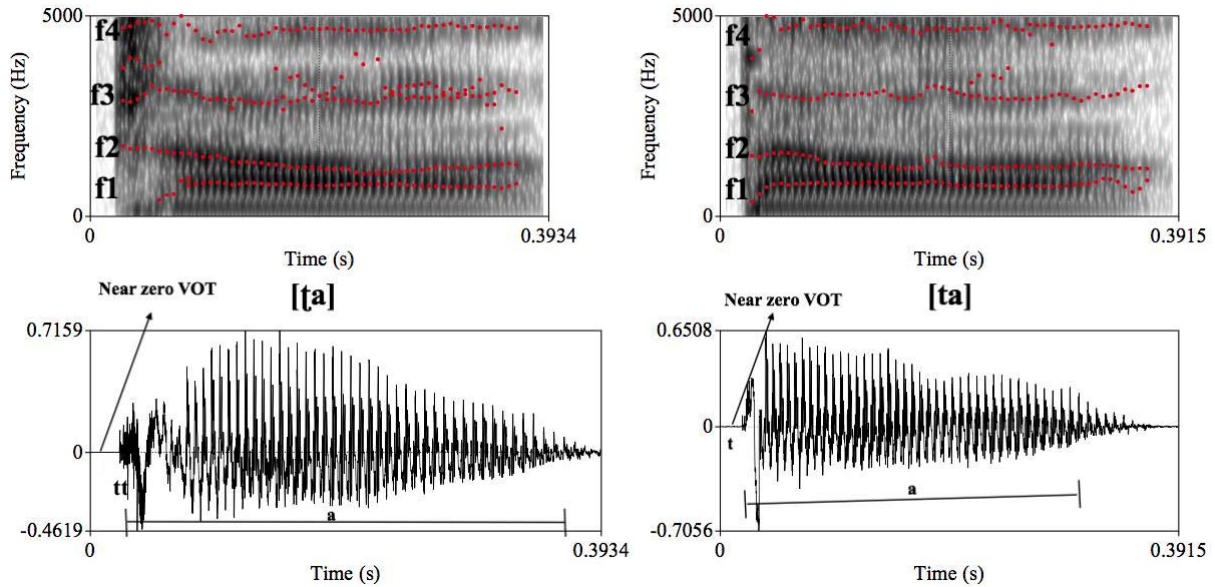 5000
f4
f3
f2
f1
Frequency (Hz)
0
0
0.3934
Time (s)
5000
f4
f3
f2
f1
Frequency (Hz)
0
0
0.3915
Time (s)
Near zero VOT
[ʈa]
0.7159
0
tt
a
-0.4619
0
0.3934
Time (s)
Near zero VOT
[ta]
0.6508
0
t
a
-0.7056
0
0.3915
Time (s)